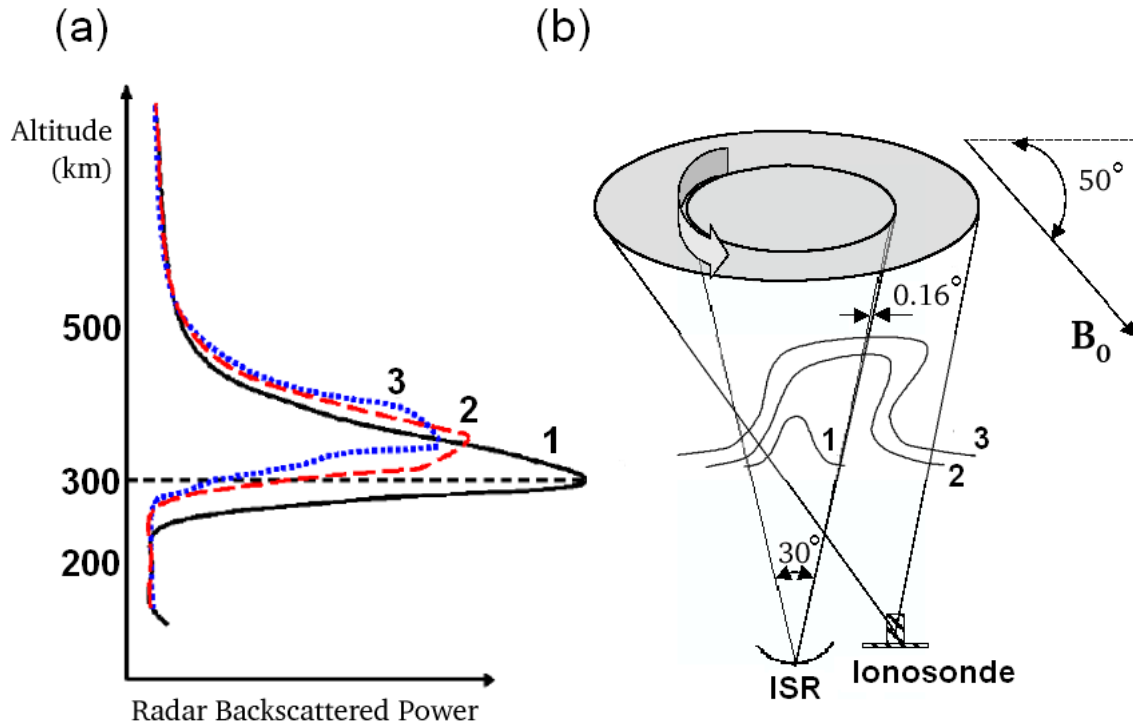 (a)
(b)
Altitude
(km)
500
300
200
3
2
1
Radar Backscattered Power
50°
B0
0.16°
1
3
2
30°
ISR
Ionosonde